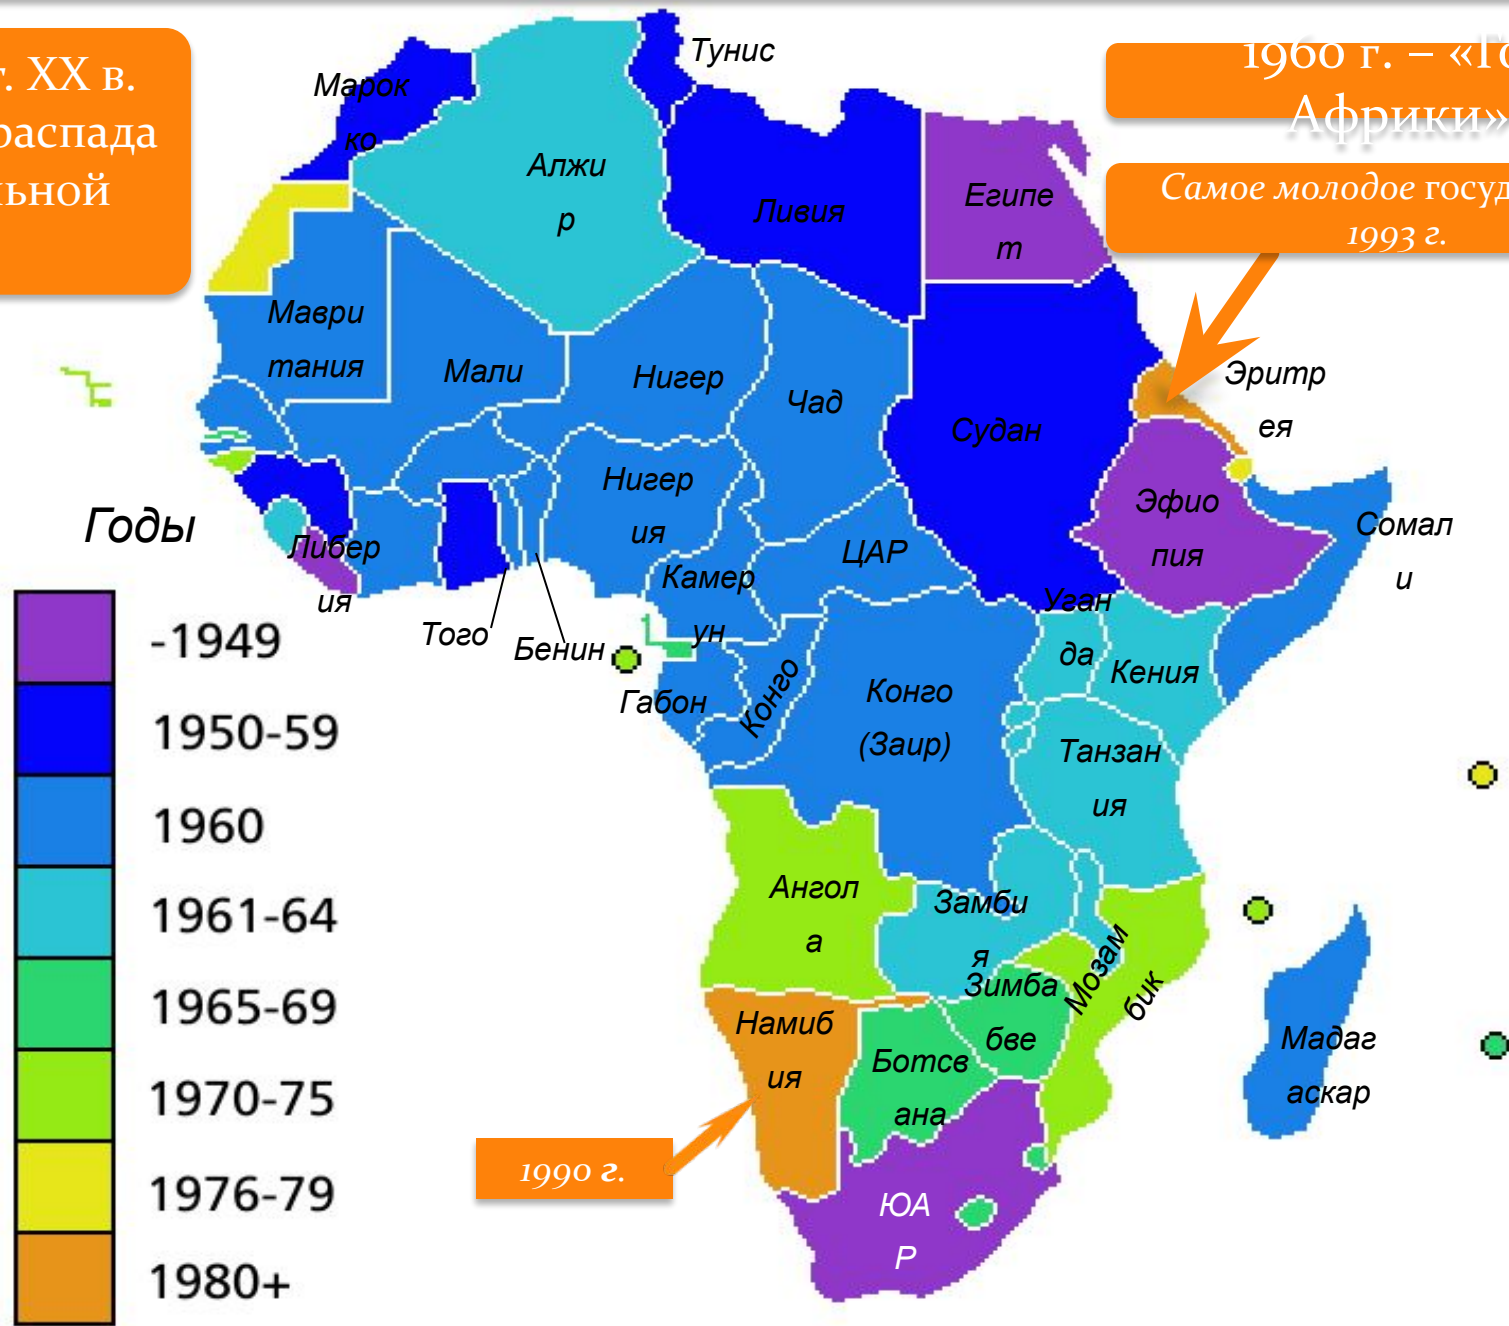 г. XX в.
распада
льной
1960 г. – «Го
Африки»
Самое молодое госуд
1993 г.
Тунис
Марок
ко
Алжи
р
Ливия
Египе
т
Маври
тания
Мали
Нигер
Чад
Судан
Эритр
ея
Нигер
ия
Эфио
пия
Сомал
и
Годы
Либер
ия
ЦАР
Камер
ун
Того
Бенин
Габон
Конго
Конго
(Заир)
Уган
да
Кения
Танзан
ия
-1949
1950-59
1960
1961-64
1965-69
1970-75
1976-79
1980+
Ангол
а
Замби
я
Зимба
бве
Мозам
бик
Намиб
ия
Ботсв
ана
Мадаг
аскар
1990 г.
ЮА
Р